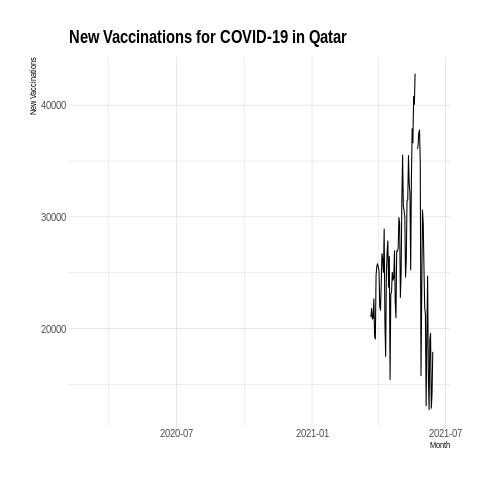 New Vaccinations for COVID-19 in Qatar
New Vaccinations
40000
30000
20000
2020-07
2021-01
2021-07
Month